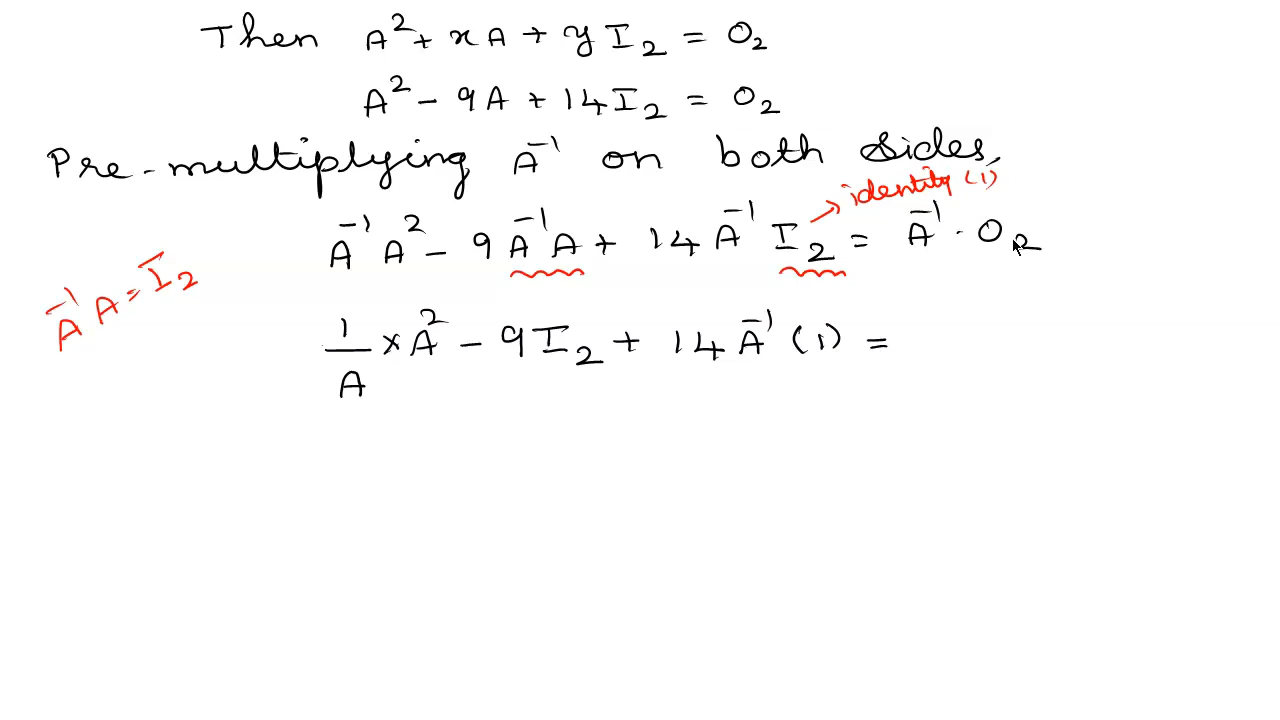 Then A² + xA + yI₂ = O₂
A² - 9A + 14I₂ = O₂
Pre-multiplying A⁻¹ on both sides,
→ identity (1)
A⁻¹A² - 9A⁻¹A + 14A⁻¹I₂ = A⁻¹·O₂
A⁻¹A = I₂
1/A × A² - 9I₂ + 14A⁻¹(1) =